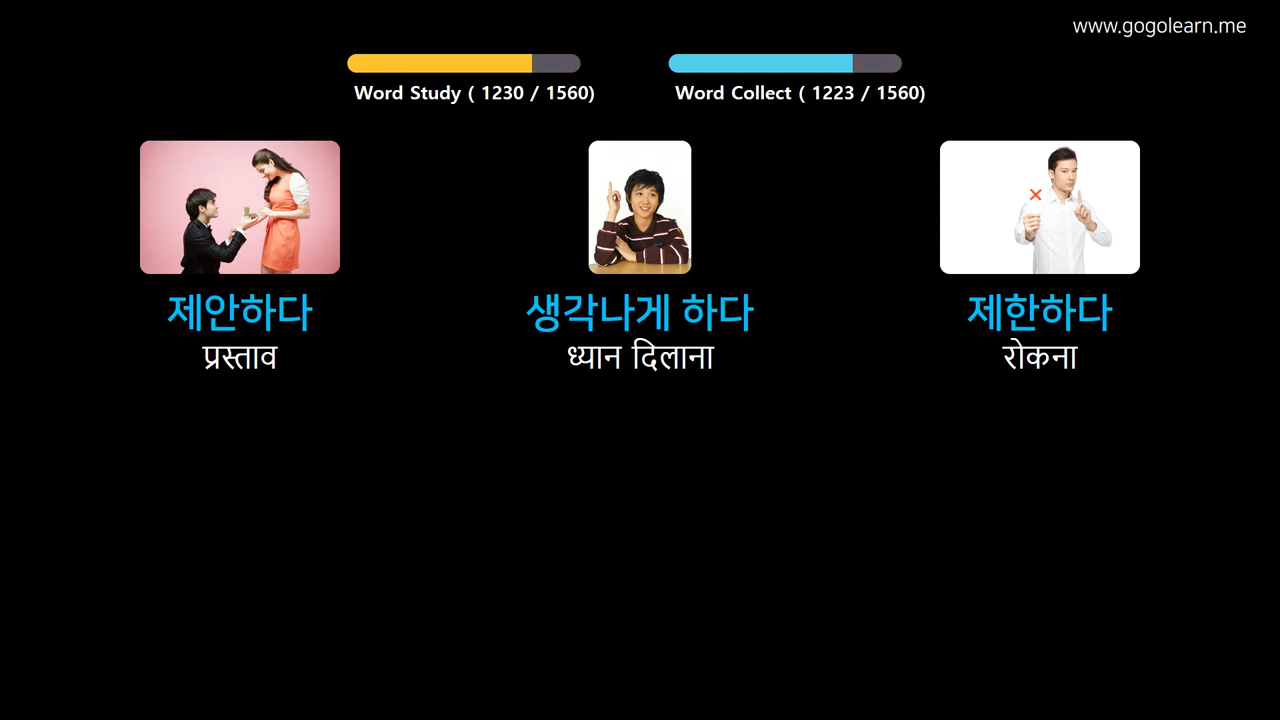 www.gogolearn.me
Word Study ( 1230 / 1560)
Word Collect ( 1223 / 1560)
제안하다
생각나게 하다
제한하다
प्रस्ताव
ध्यान दिलाना
रोकना